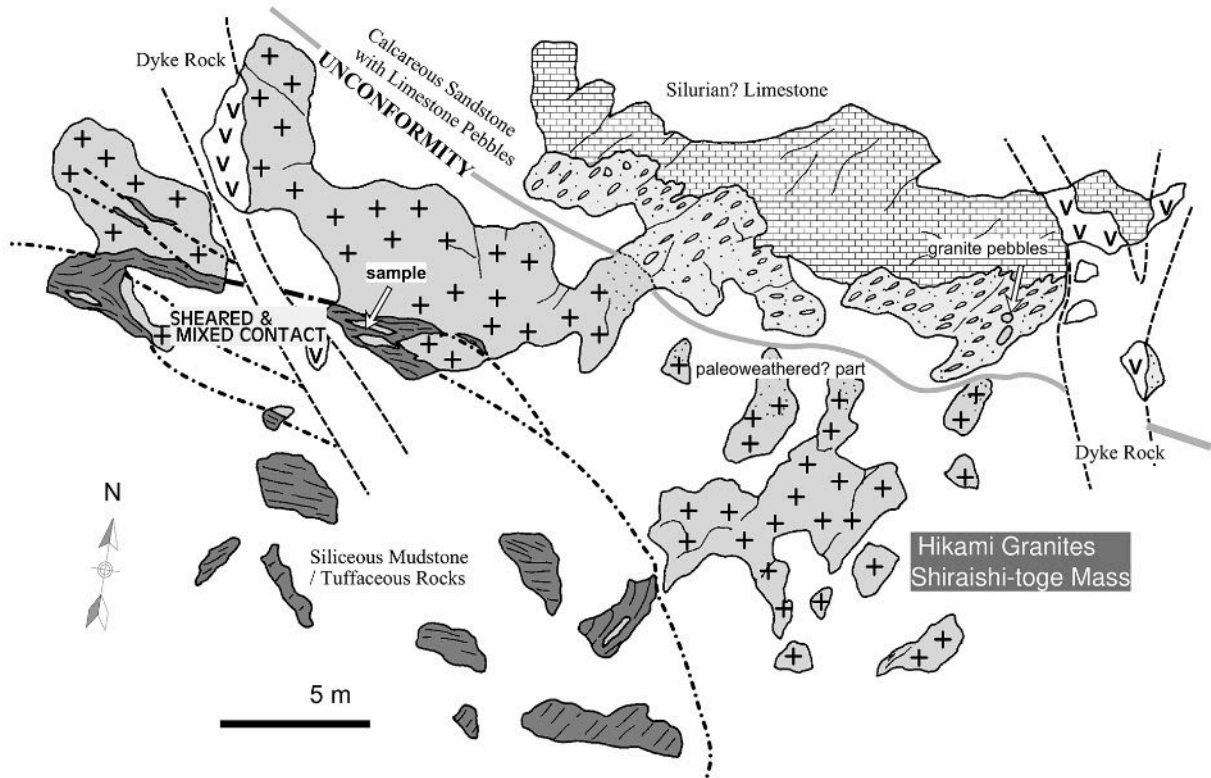 Dyke Rock
Calcareous Sandstone
with Limestone Pebbles
UNCONFORMITY
Silurian? Limestone
granite pebbles
sample
SHEARED &
MIXED CONTACT
paleoweathered? part
Dyke Rock
N
Siliceous Mudstone
/ Tuffaceous Rocks
Hikami Granites
Shiraishi-toge Mass
5 m